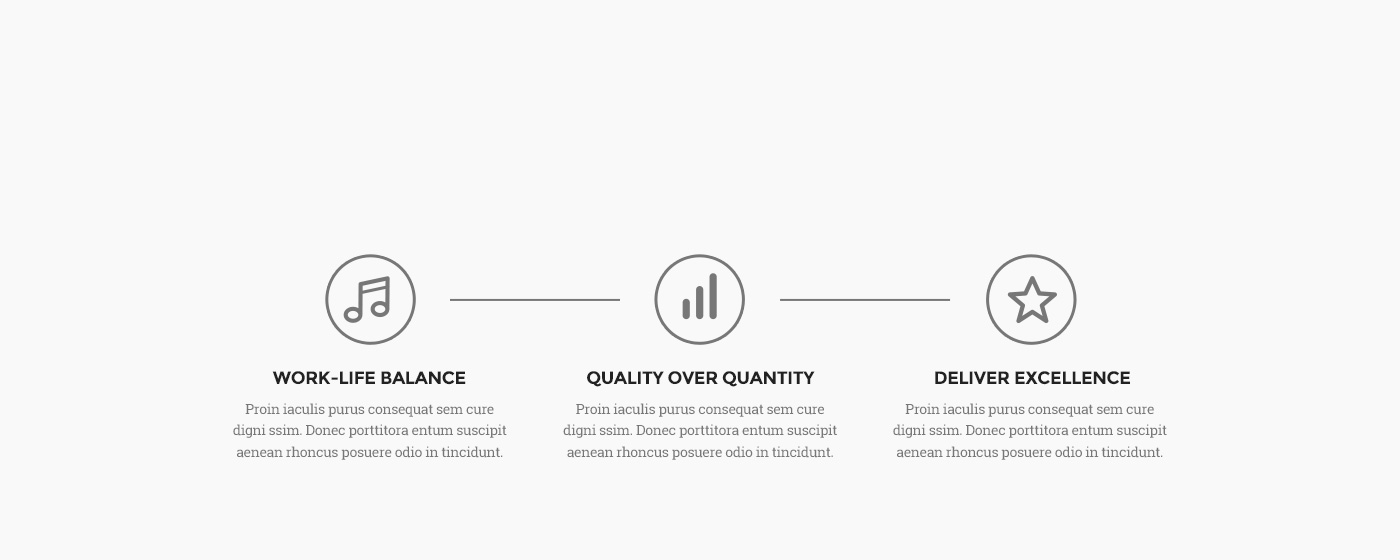 WORK-LIFE BALANCE
Proin iaculis purus consequat sem cure
digni ssim. Donec porttitora entum suscipit
aenean rhoncus posuere odio in tincidunt.
QUALITY OVER QUANTITY
Proin iaculis purus consequat sem cure
digni ssim. Donec porttitora entum suscipit
aenean rhoncus posuere odio in tincidunt.
DELIVER EXCELLENCE
Proin iaculis purus consequat sem cure
digni ssim. Donec porttitora entum suscipit
aenean rhoncus posuere odio in tincidunt.